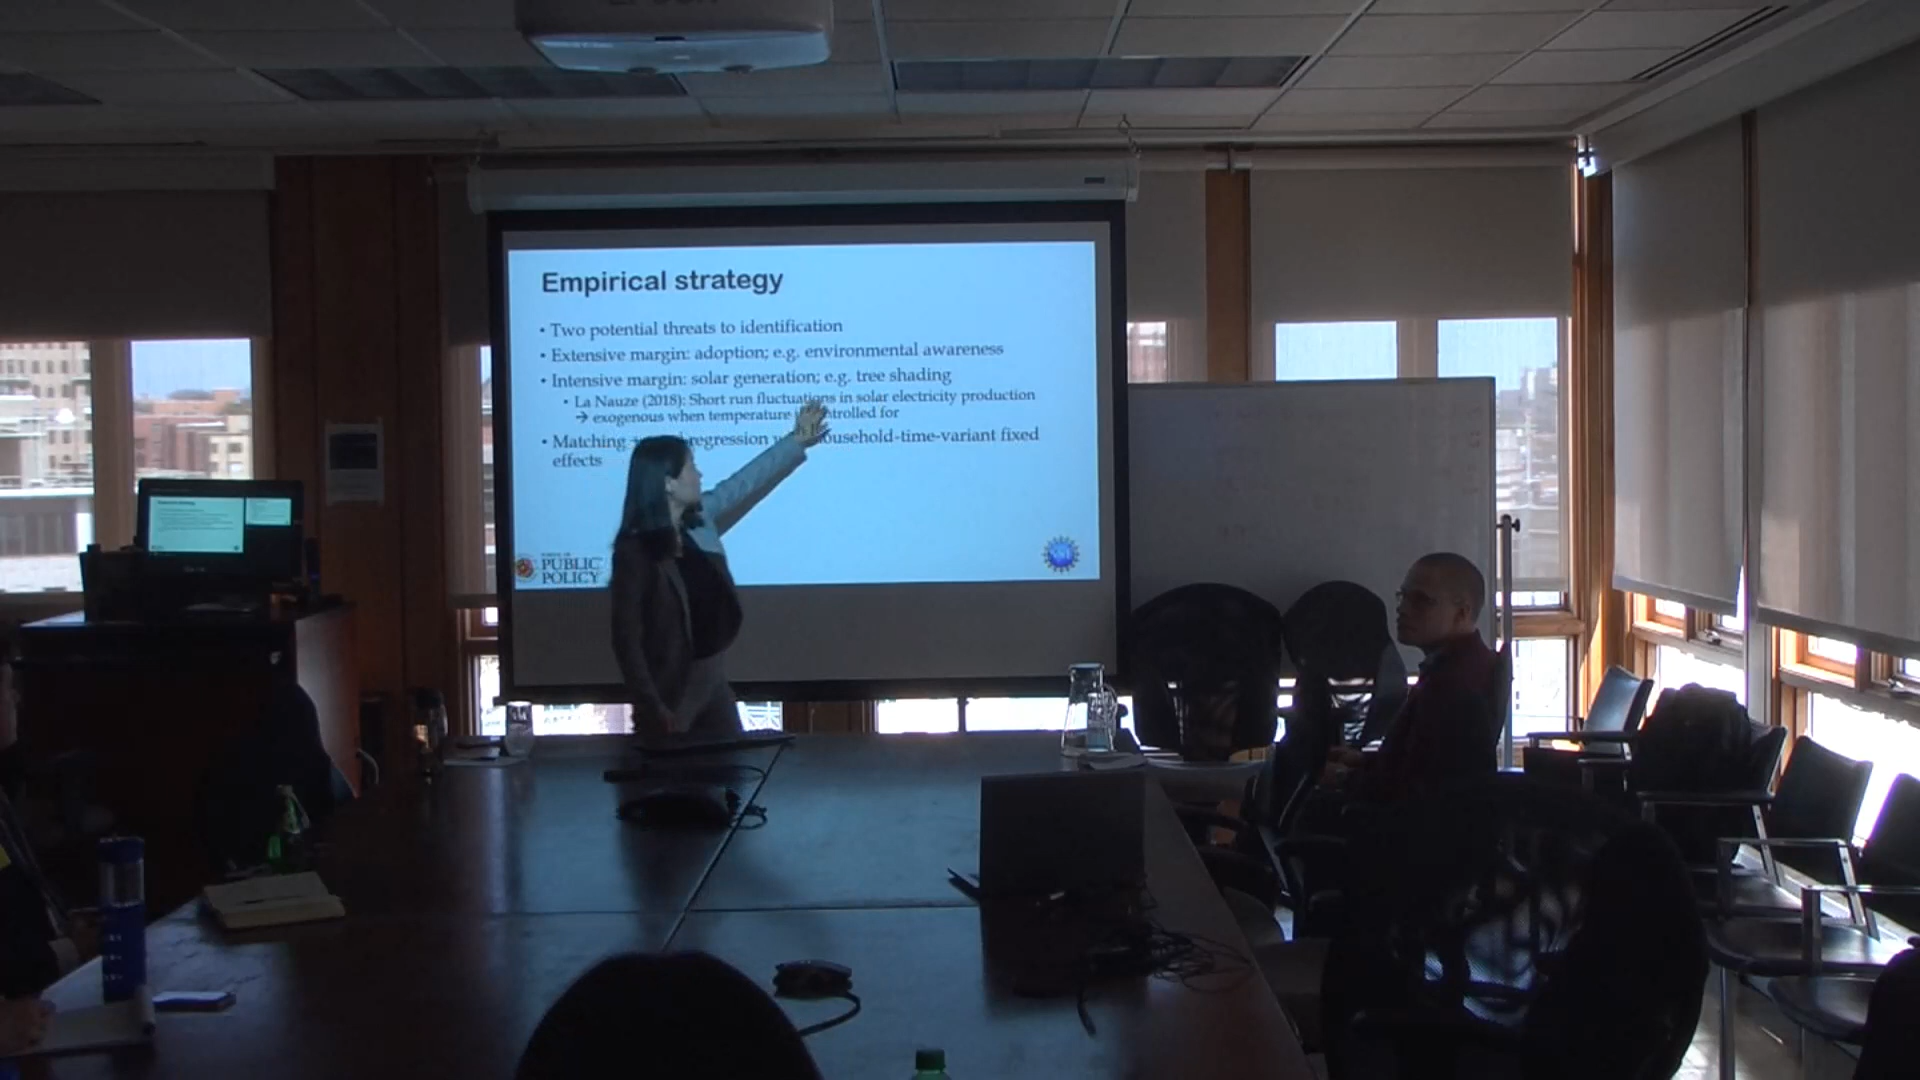 Empirical strategy
• Two potential threats to identification
• Extensive margin: adoption; e.g. environmental awareness
• Intensive margin: solar generation; e.g. tree shading
• La Nauze (2018): Short run fluctuations in solar electricity production
→ exogenous when temperature controlled for
• Matching regression household-time-variant fixed
effects
PUBLIC
POLICY